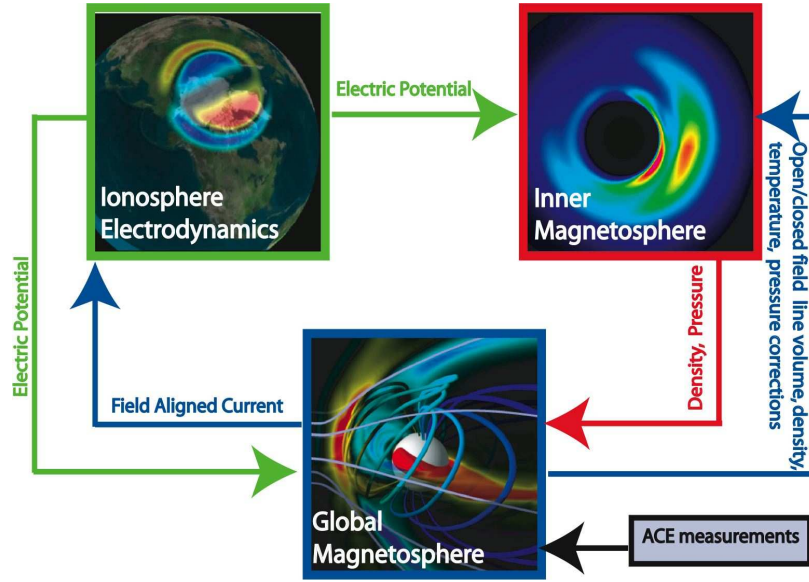 Electric Potential
Ionosphere
Electrodynamics
Inner
Magnetosphere
Open/closed field line volume, density,
temperature, pressure corrections
Electric Potential
Density, Pressure
Field Aligned Current
Global
Magnetosphere
ACE measurements